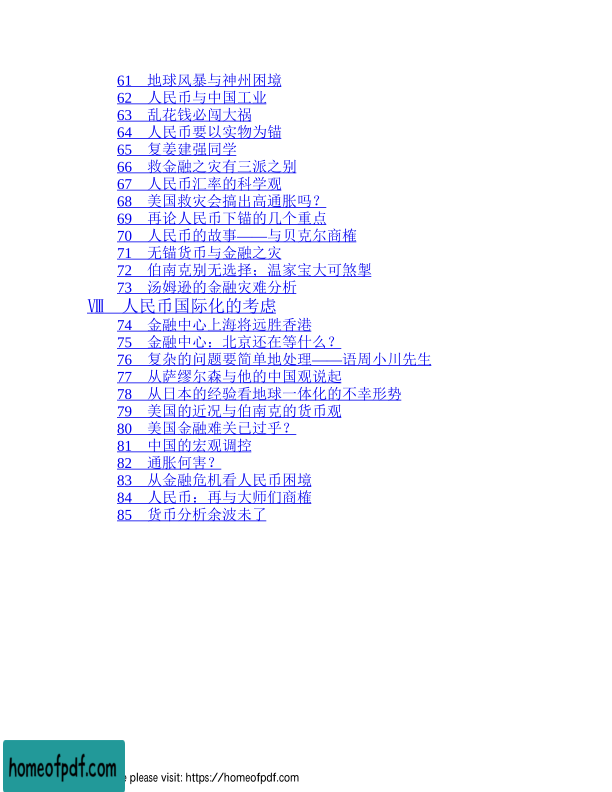 61 地球风暴与神州困境
62 人民币与中国工业
63 乱花钱必闯大祸
64 人民币要以实物为锚
65 复姜建强同学
66 救金融之灾有三派之别
67 人民币汇率的科学观
68 美国救灾会搞出高通胀吗？
69 再论人民币下锚的几个重点
70 人民币的故事——与贝克尔商榷
71 无锚货币与金融之灾
72 伯南克别无选择；温家宝大可煞掣
73 汤姆逊的金融灾难分析
Ⅷ 人民币国际化的考虑
74 金融中心上海将远胜香港
75 金融中心：北京还在等什么？
76 复杂的问题要简单地处理——语周小川先生
77 从萨缪尔森与他的中国观说起
78 从日本的经验看地球一体化的不幸形势
79 美国的近况与伯南克的货币观
80 美国金融难关已过乎？
81 中国的宏观调控
82 通胀何害？
83 从金融危机看人民币困境
84 人民币：再与大师们商榷
85 货币分析余波未了
homeofpdf.com
e please visit: https://homeofpdf.com